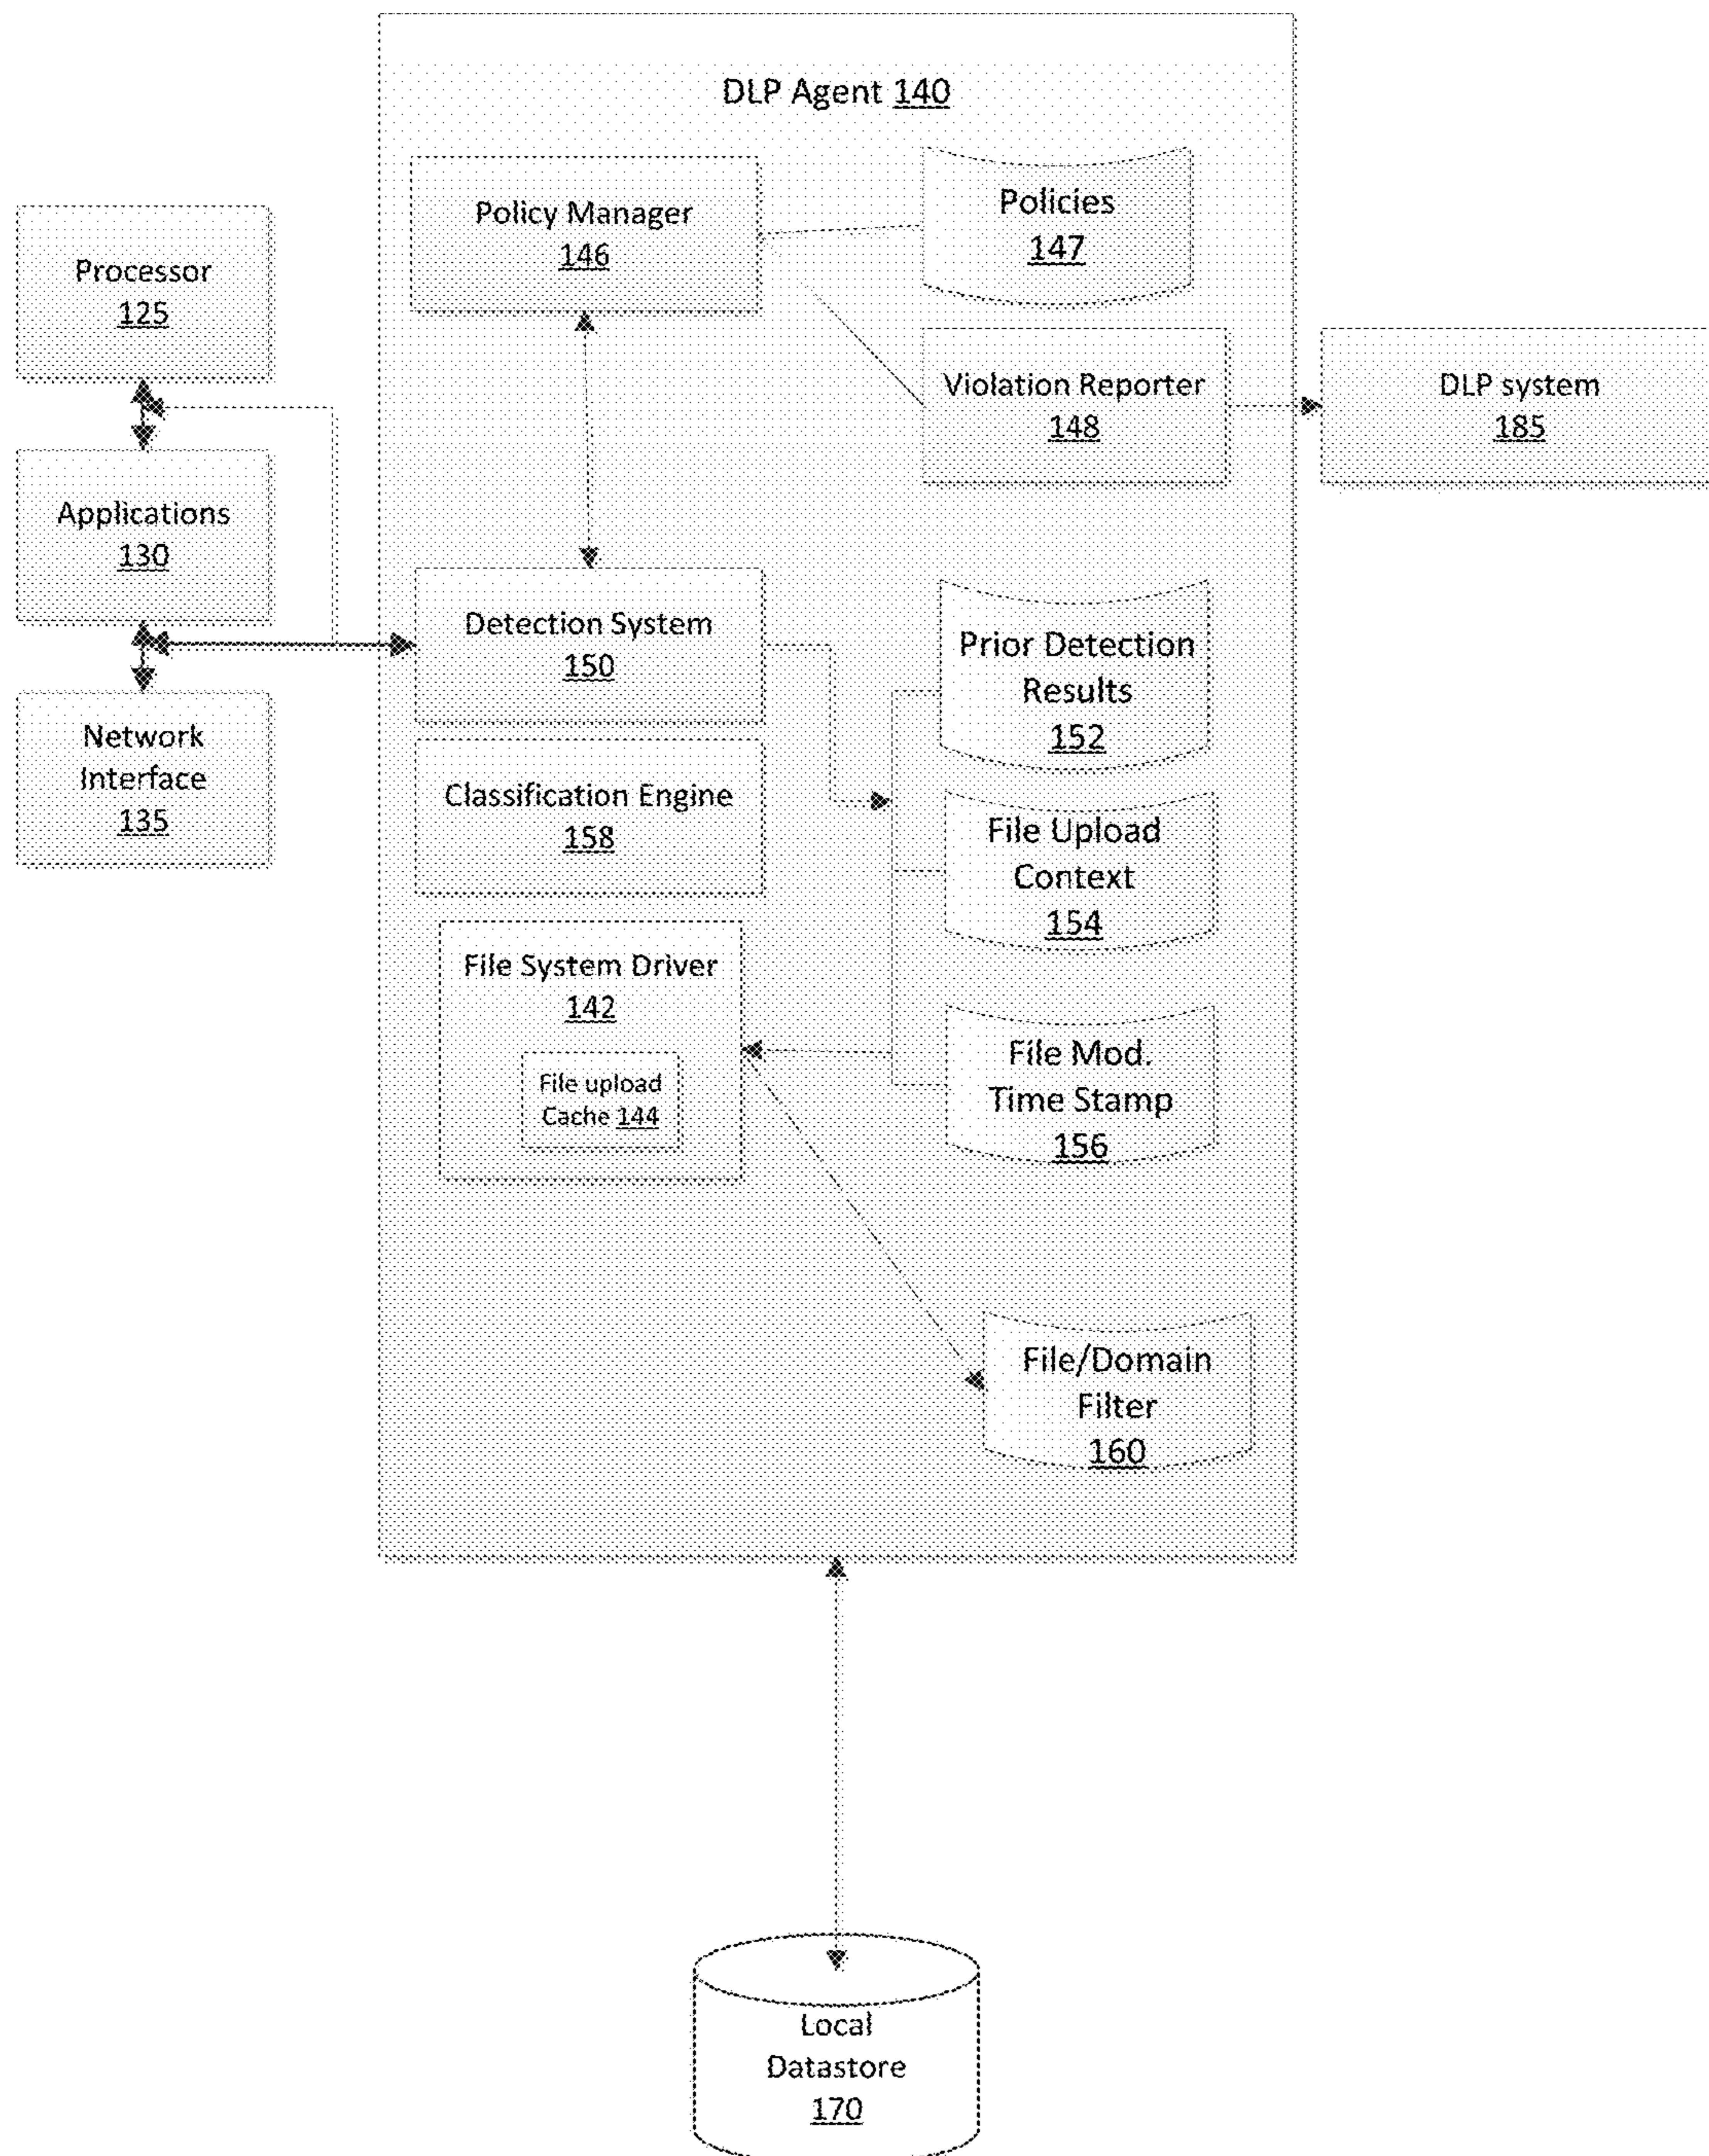 DLP Agent 140
Policy Manager
146
Policies
147
Processor
125
Violation Reporter
148
DLP system
185
Applications
130
Detection System
150
Prior Detection
Results
152
Network
Interface
135
Classification Engine
158
File Upload
Context
154
File System Driver
142
File upload
Cache 144
File Mod.
Time Stamp
156
File/Domain
Filter
160
Local
Datastore
170